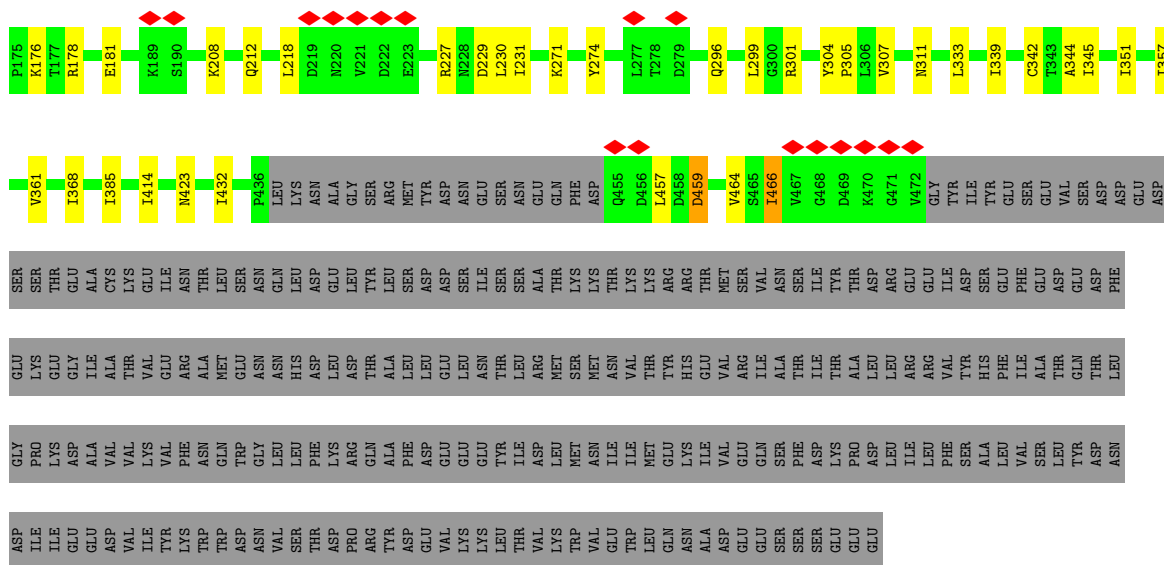 P175 K176 T177 R178 E181 K189 S190 K208 Q212 L218 D219 N220 V221 D222 E223 R227 N228 D229 L230 I231 K271 Y274 L277 T278 D279 Q296 L299 G300 R301 Y304 P305 L306 V307 N311 L333 I339 C342 T343 A344 I345 I351 I357
V361 I368 I385 I414 N423 I432 P436 LEU LYS ASN ALA GLY SER ARG MET TYR ASP ASN GLU SER ASN GLU GLN PHE ASP Q455 D456 L457 D458 D459 V464 S465 I466 V467 G468 D469 K470 G471 V472 GLY TYR ILE TYR GLU SER GLU VAL SER ASP ASP GLU ASP
SER SER THR GLU ALA CYS LYS GLU ILE ASN THR LEU SER ASN GLN LEU ASP GLU LEU TYR LEU SER ASP ASP SER ILE SER SER ALA THR LYS LYS THR LYS LYS ARG ARG THR MET SER VAL ASN SER ILE TYR THR ASP ARG GLU GLU ILE ASP SER GLU PHE GLU ASP GLU ASP PHE
GLU LYS GLU GLY ILE ALA THR VAL GLU ARG ALA MET GLU ASN ASN HIS ASP LEU ASP THR ALA LEU LEU GLU LEU ASN THR LEU ARG MET SER MET ASN VAL THR TYR HIS GLU VAL ARG ILE ALA THR ILE THR ALA LEU LEU ARG ARG VAL TYR HIS PHE ILE ALA THR GLN THR LEU
GLY PRO LYS ASP ALA VAL VAL LYS VAL PHE ASN GLN TRP GLY LEU LEU PHE LYS ARG GLN ALA PHE ASP GLU GLU GLU TYR ILE ASP LEU MET ASN ILE ILE MET GLU LYS ILE VAL GLU GLN SER PHE ASP LYS PRO ASP LEU ILE LEU PHE SER ALA LEU VAL SER LEU TYR ASP ASN
ASP ILE ILE GLU GLU ASP VAL ILE TYR LYS TRP TRP ASP ASN VAL SER THR ASP PRO ARG TYR ASP GLU VAL LYS LYS LEU THR VAL LYS TRP VAL GLU TRP LEU GLN ASN ALA ASP GLU GLU SER SER SER GLU GLU GLU